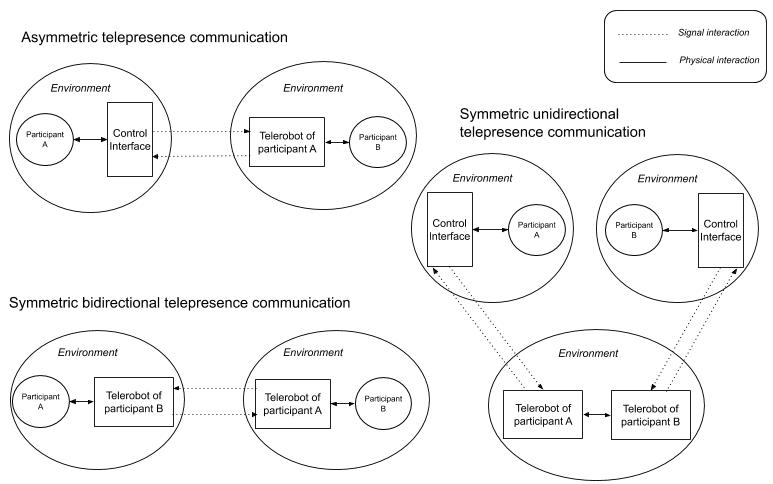 Asymmetric telepresence communication
Signal interaction
Physical interaction
Environment
Participant
A
Control
Interface
Environment
Telerobot of
participant A
Participant
B
Symmetric unidirectional
telepresence communication
Environment
Control
Interface
Participant
A
Environment
Participant
B
Control
Interface
Environment
Telerobot of
participant A
Telerobot of
participant B
Symmetric bidirectional telepresence communication
Environment
Participant
A
Telerobot of
participant B
Environment
Telerobot of
participant A
Participant
B